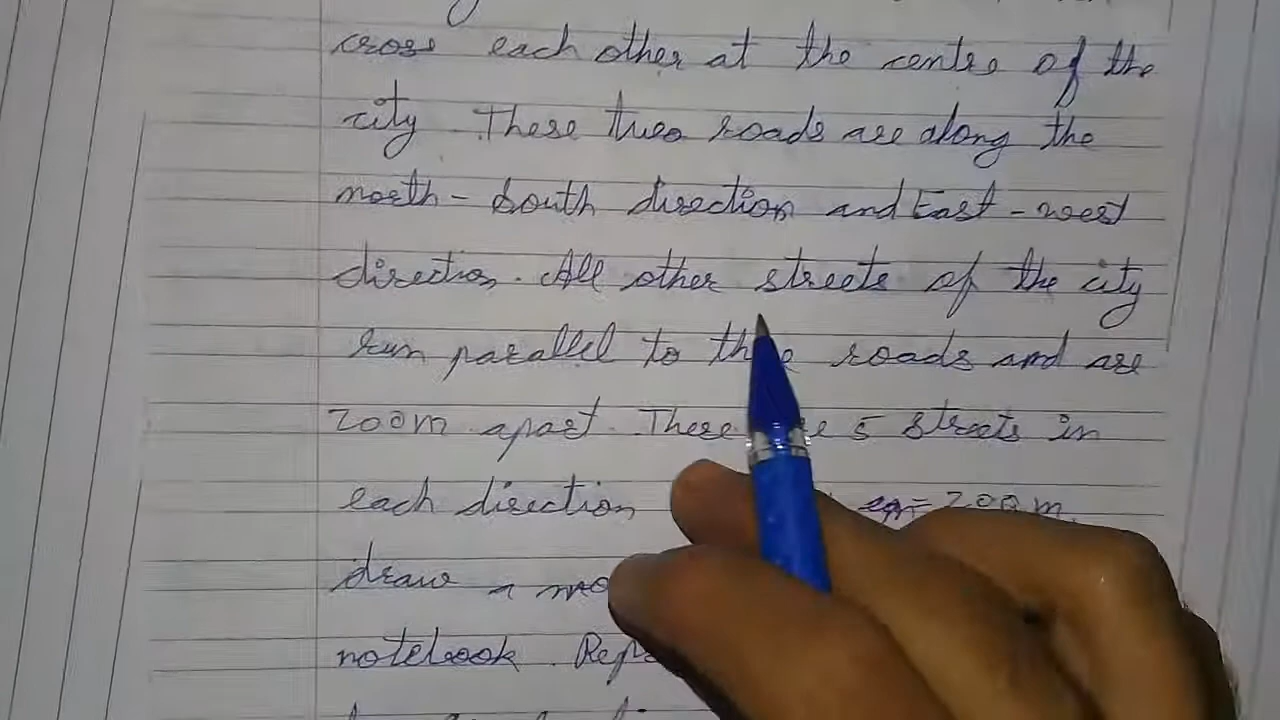 cross each other at the centre of the
city These two roads are along the
north - South direction and East - west
direction. All other streets of the city
run parallel to roads and are
200m apart. There 5 streets in
each direction = 200m.
draw a
notebook.